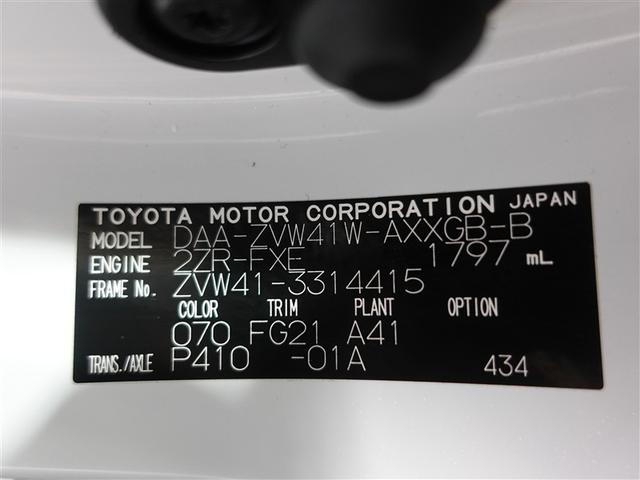 TOYOTA MOTOR CORPORATION JAPAN
MODEL DAA-ZVW41W-AXXGB-B
ENGINE 2ZR-FXE 1797 mL
FRAME No. ZVW41-3314415
COLOR TRIM PLANT OPTION
070 FG21 A41
TRANS./AXLE P410 -01A 434